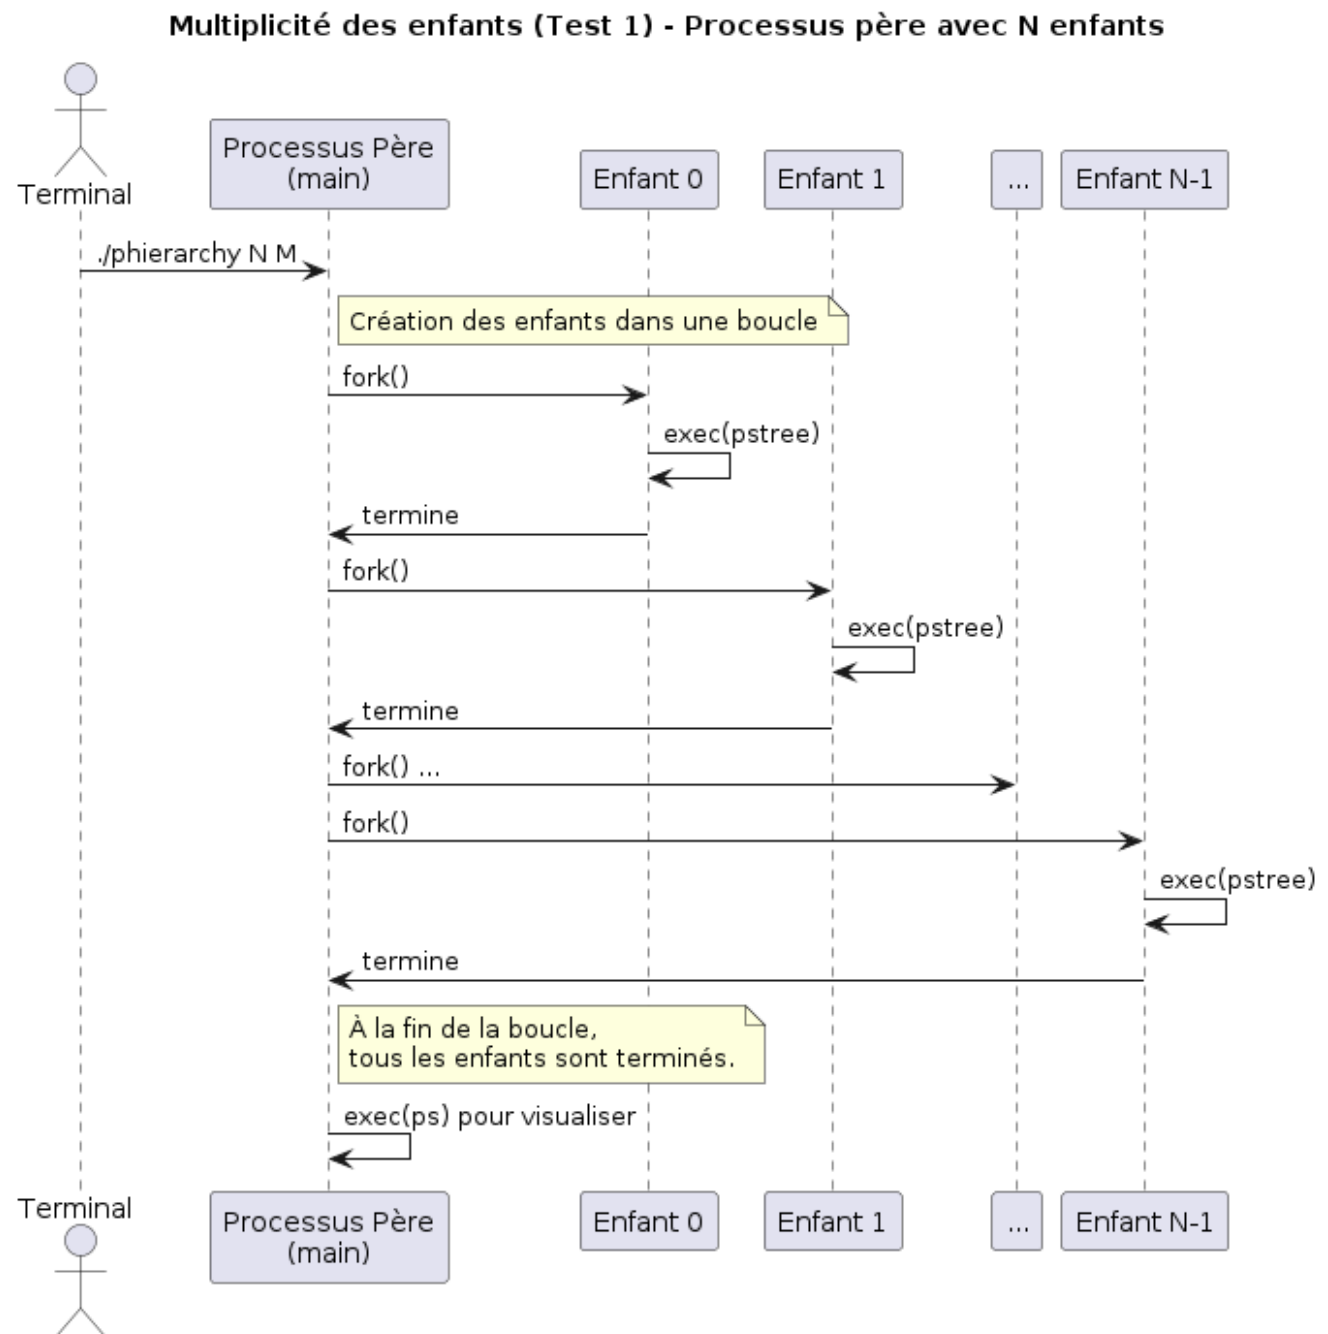 Multiplicité des enfants (Test 1) - Processus père avec N enfants
Terminal
Processus Père
(main)
Enfant 0
Enfant 1
...
Enfant N-1
./phierarchy N M
Création des enfants dans une boucle
fork()
exec(pstree)
termine
fork()
exec(pstree)
termine
fork() ...
fork()
exec(pstree)
termine
À la fin de la boucle,
tous les enfants sont terminés.
exec(ps) pour visualiser
Terminal
Processus Père
(main)
Enfant 0
Enfant 1
...
Enfant N-1